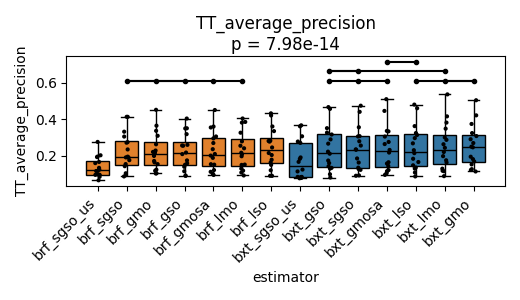 TT_average_precision
p = 7.98e-14
TT_average_precision
0.6
0.4
0.2
brf_sgso_us
brf_sgso
brf_gmo
brf_gso
brf_gmosa
brf_lmo
brf_lso
bxt_sgso_us
bxt_gso
bxt_sgso
bxt_gmosa
bxt_lso
bxt_lmo
bxt_gmo
estimator